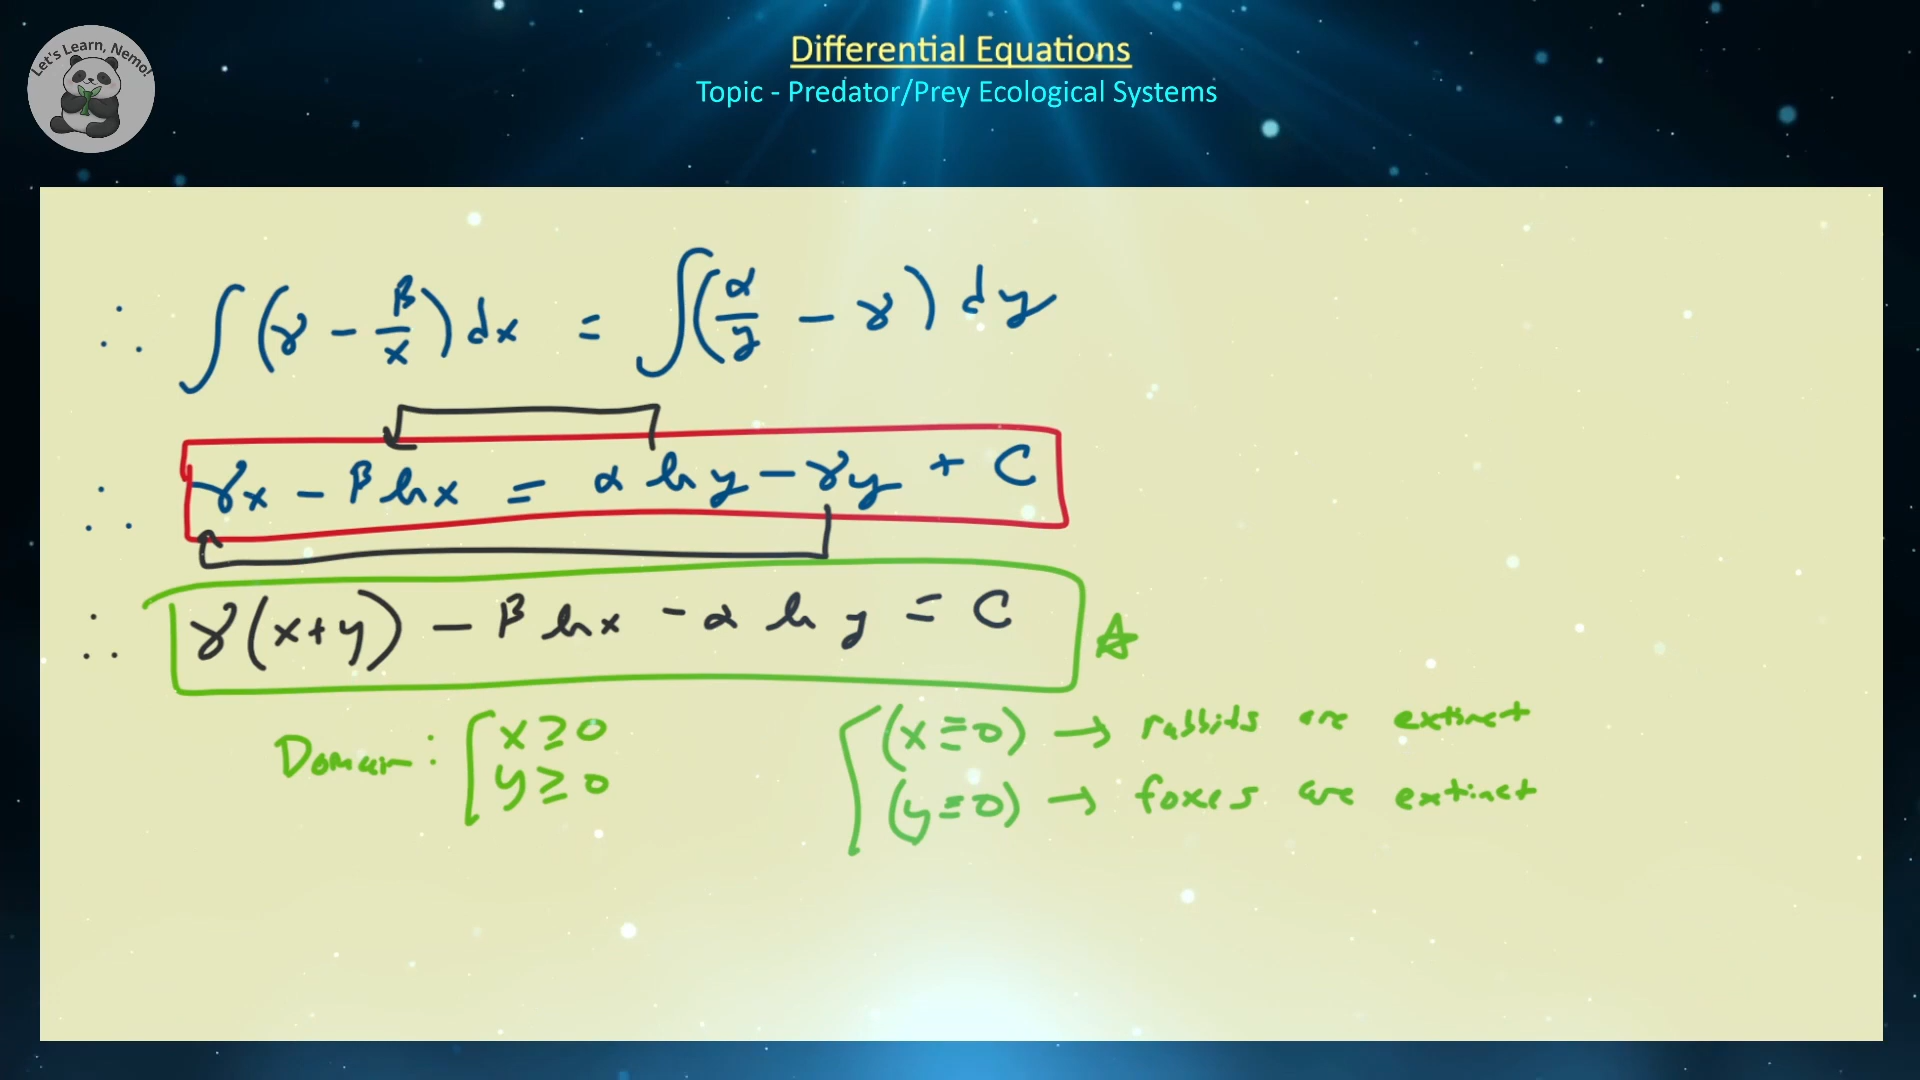 Let's Learn, Nemo!
Differential Equations
Topic - Predator/Prey Ecological Systems
∴ ∫(γ - β/x) dx = ∫(α/y - γ) dy
∴ γx - β ln x = α ln y - γy + C
∴ γ(x+y) - β ln x - α ln y = C ☆
Domain: { x ≥ 0
y ≥ 0
{ (x ≡ 0) → rabbits are extinct
(y ≡ 0) → foxes are extinct